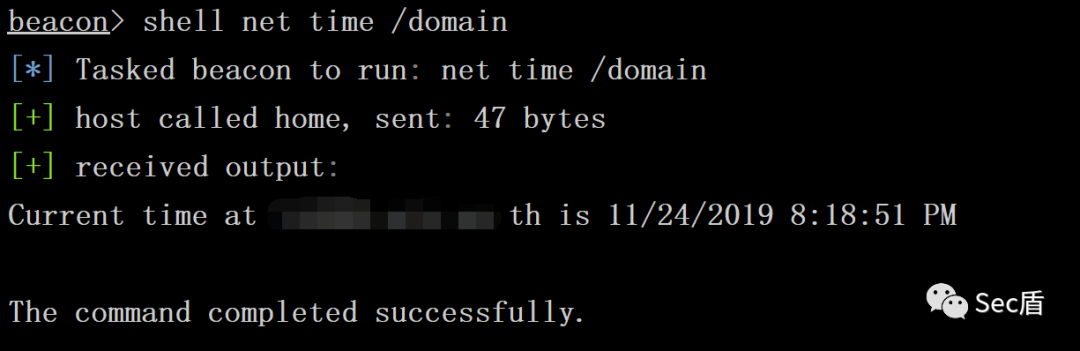 beacon> shell net time /domain
[*] Tasked beacon to run: net time /domain
[+] host called home, sent: 47 bytes
[+] received output:
Current time at th is 11/24/2019 8:18:51 PM
The command completed successfully.
Sec盾